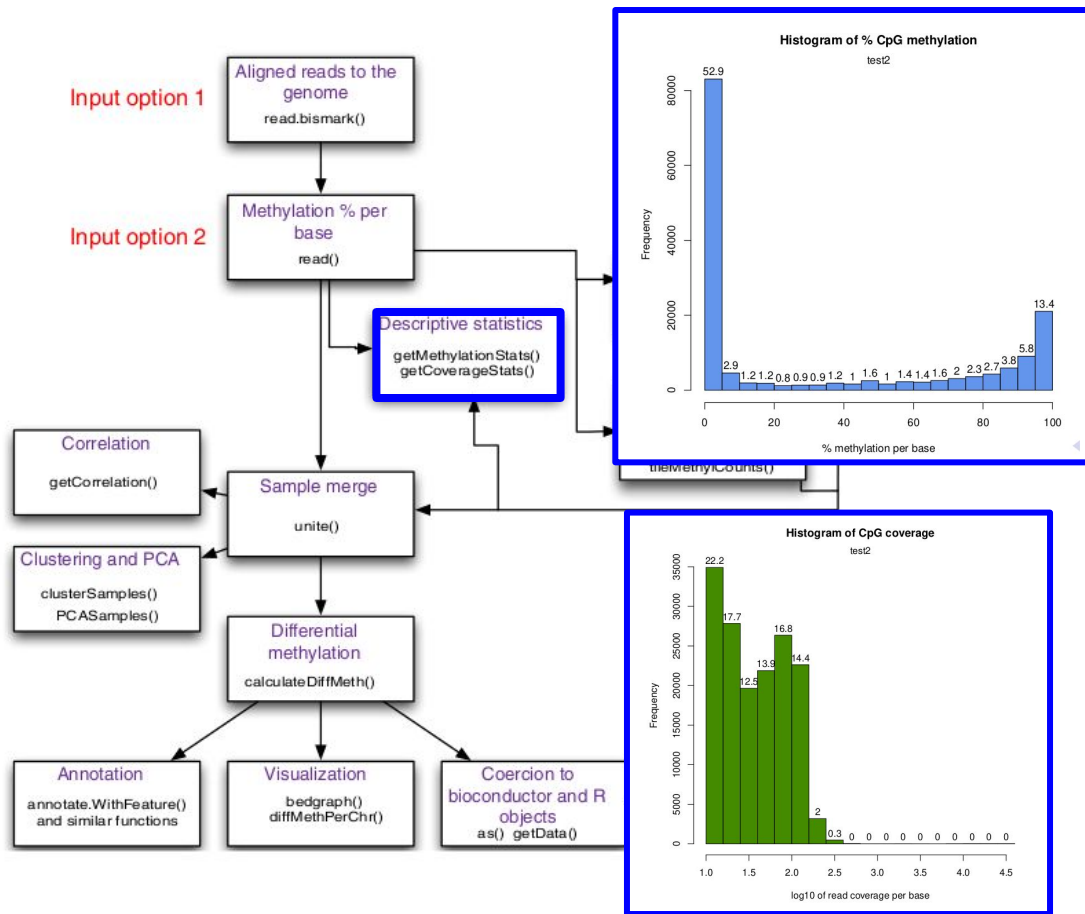 Input option 1
Aligned reads to the
genome
read.bismark()
Input option 2
Methylation % per
base
read()
Descriptive statistics
getMethylationStats()
getCoverageStats()
Correlation
getCorrelation()
Sample merge
unite()
Clustering and PCA
clusterSamples()
PCASamples()
Differential
methylation
calculateDiffMeth()
Annotation
annotate.WithFeature()
and similar functions
Visualization
bedgraph()
diffMethPerChr()
Coercion to
bioconductor and R
objects
as() getData()
Histogram of % CpG methylation
test2
Frequency
0 20000 40000 60000 80000
52.9 2.9 1.2 1.2 0.8 0.9 0.9 1.2 1 1.6 1 1.4 1.4 1.6 2 2.3 2.7 3.8 5.8 13.4
0 20 40 60 80 100
% methylation per base
tileMethylCounts()
Histogram of CpG coverage
test2
Frequency
0 5000 10000 15000 20000 25000 30000 35000
22.2 17.7 12.5 13.9 16.8 14.4 2 0.3 0 0 0 0 0 0 0 0 0 0
1.0 1.5 2.0 2.5 3.0 3.5 4.0 4.5
log10 of read coverage per base